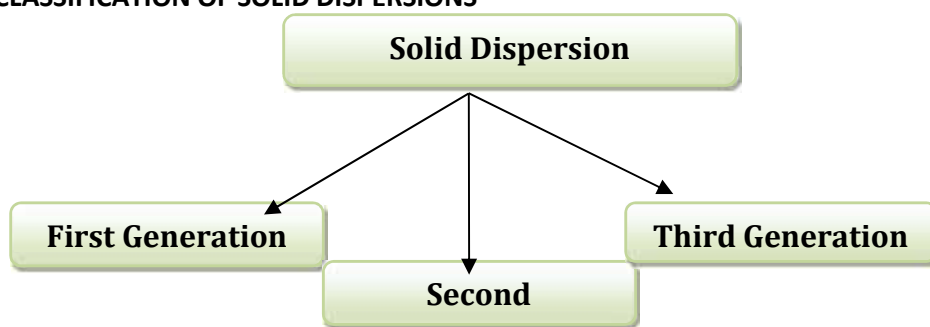 CLASSIFICATION OF SOLID DISPERSIONS
Solid Dispersion
First Generation
Third Generation
Second